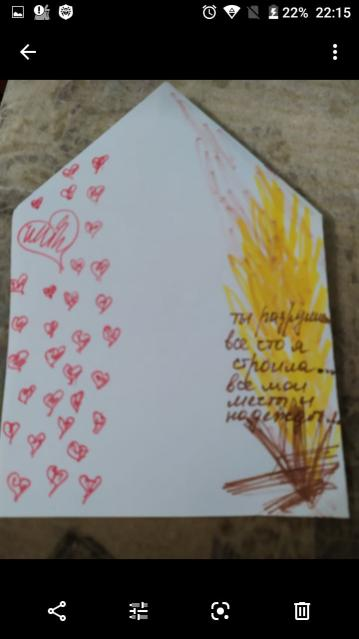 22% 22:15
ты разрушил
все что я
строила...
все мои
мечты и
надежды...